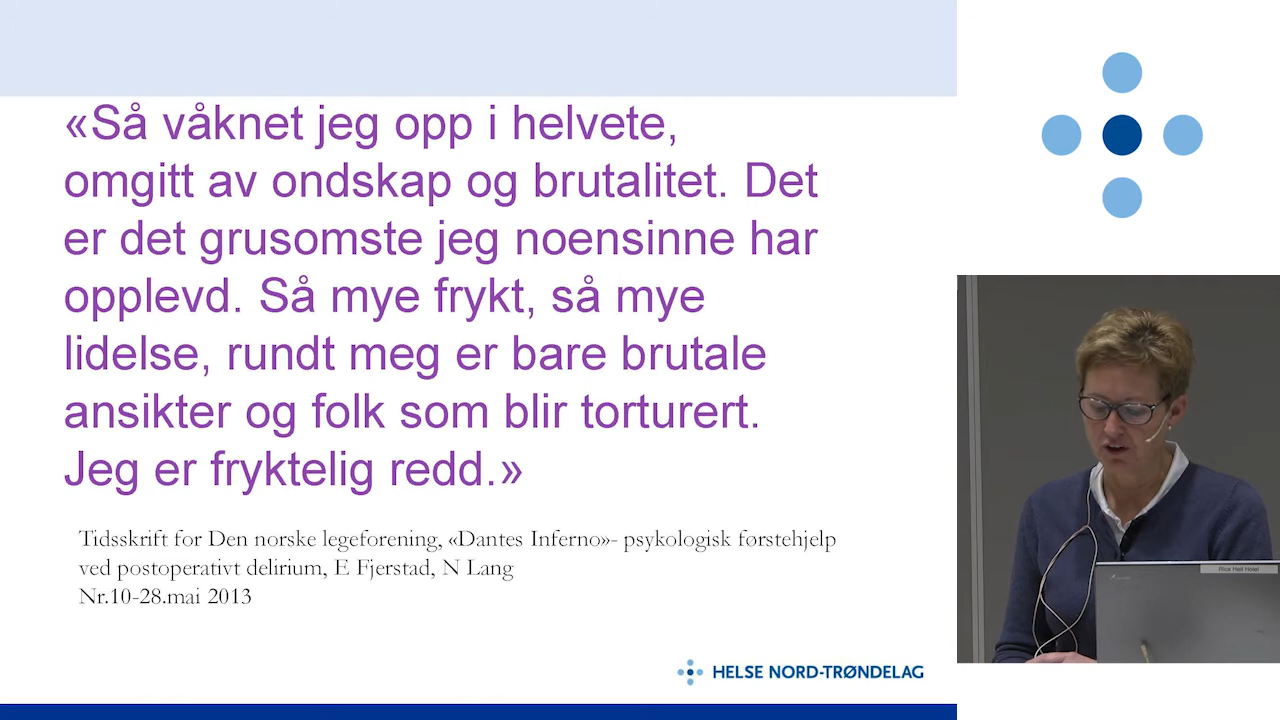 «Så våknet jeg opp i helvete,
omgitt av ondskap og brutalitet. Det
er det grusomste jeg noensinne har
opplevd. Så mye frykt, så mye
lidelse, rundt meg er bare brutale
ansikter og folk som blir torturert.
Jeg er fryktelig redd.»
Tidsskrift for Den norske legeforening, «Dantes Inferno»- psykologisk førstehjelp
ved postoperativt delirium, E Fjerstad, N Lang
Nr.10-28.mai 2013
HELSE NORD-TRØNDELAG
Rica Hell Hotel